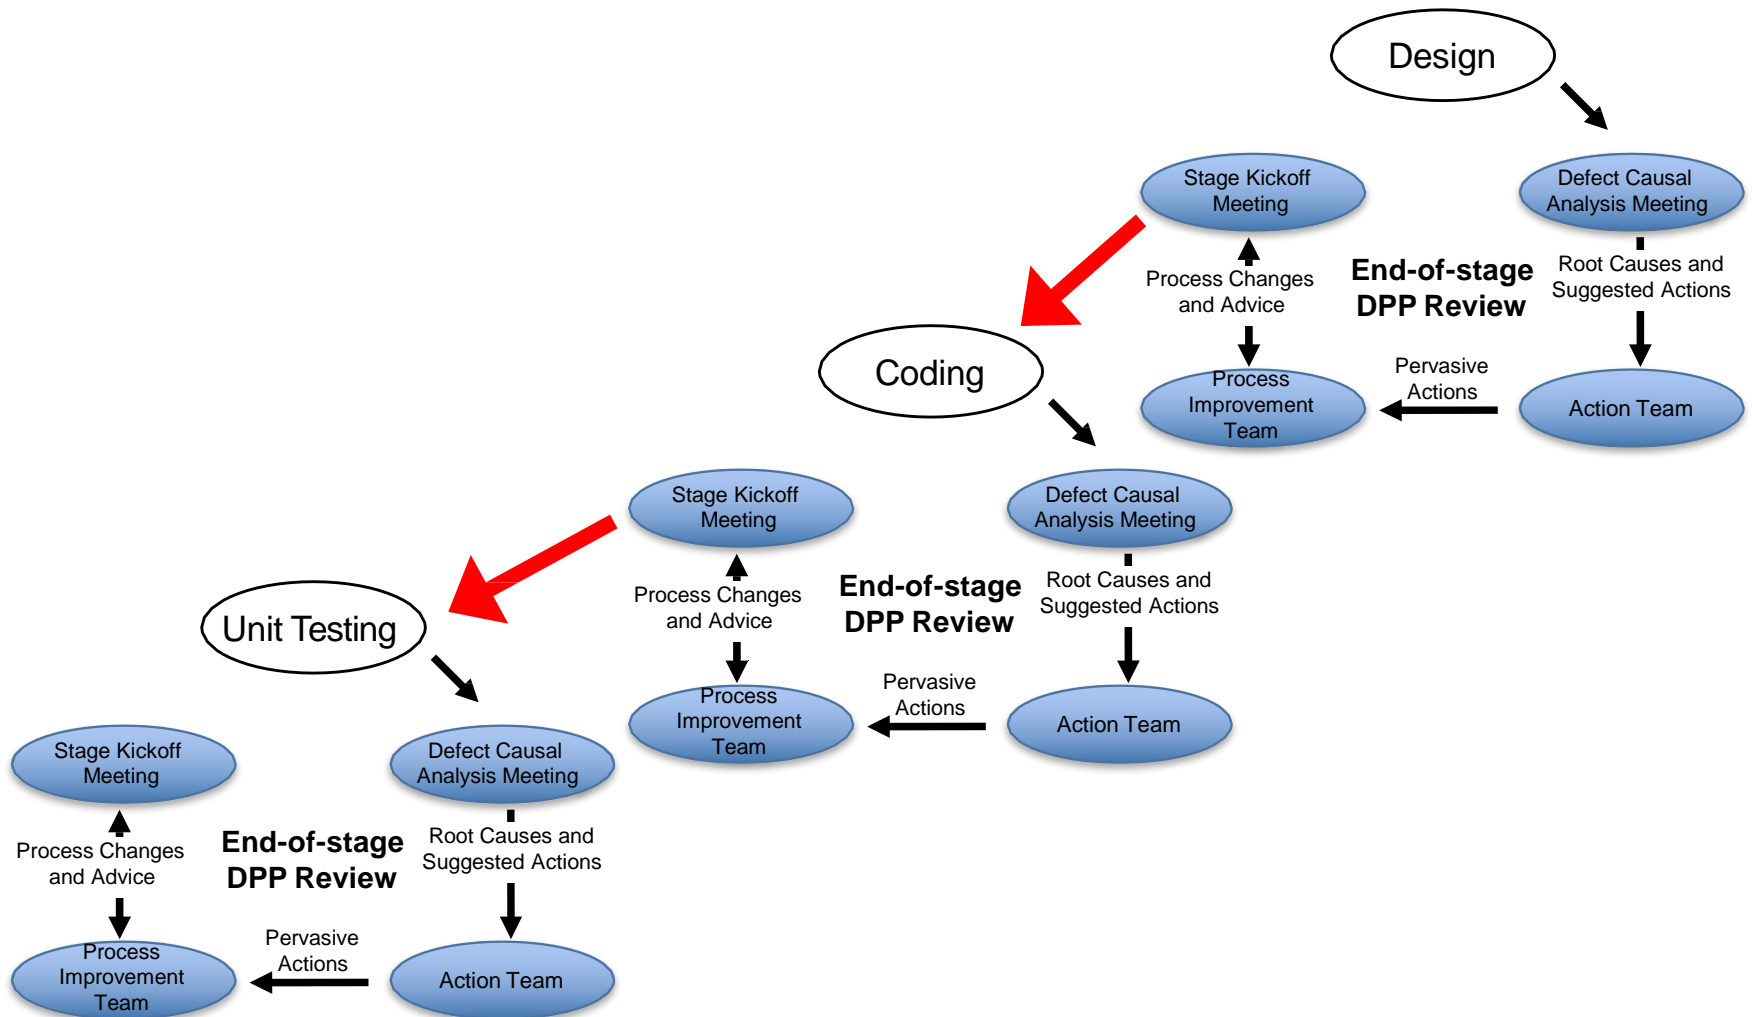 Design
Stage Kickoff
Meeting
Defect Causal
Analysis Meeting
Process Changes
and Advice
End-of-stage
DPP Review
Root Causes and
Suggested Actions
Process
Improvement
Team
Pervasive
Actions
Action Team
Coding
Stage Kickoff
Meeting
Defect Causal
Analysis Meeting
Process Changes
and Advice
End-of-stage
DPP Review
Root Causes and
Suggested Actions
Process
Improvement
Team
Pervasive
Actions
Action Team
Unit Testing
Stage Kickoff
Meeting
Defect Causal
Analysis Meeting
Process Changes
and Advice
End-of-stage
DPP Review
Root Causes and
Suggested Actions
Process
Improvement
Team
Pervasive
Actions
Action Team